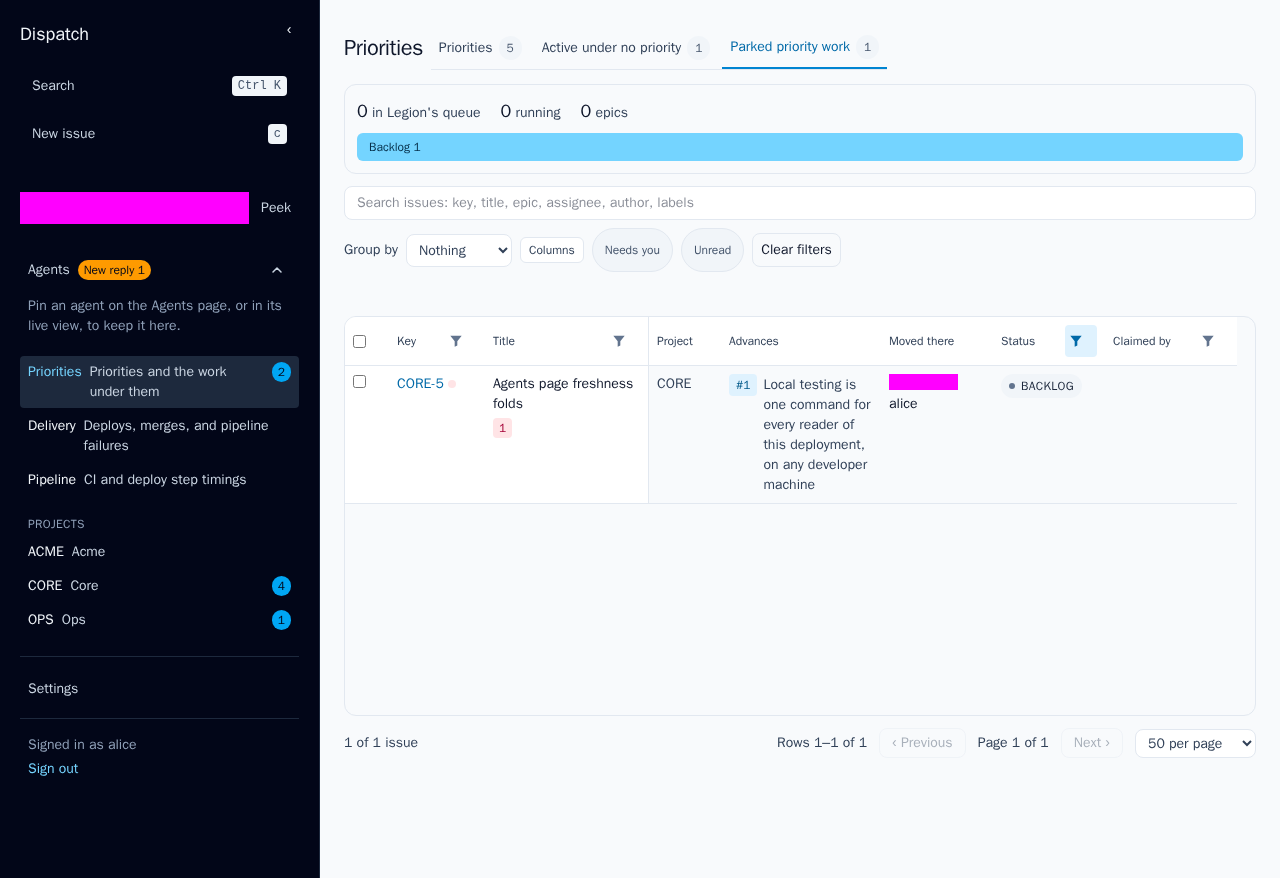 Dispatch
‹
Search
Ctrl K
New issue
C
Peek
Agents
New reply 1
Pin an agent on the Agents page, or in its
live view, to keep it here.
Priorities
Priorities and the work
under them
2
Delivery
Deploys, merges, and pipeline
failures
Pipeline
CI and deploy step timings
PROJECTS
ACME Acme
CORE Core
4
OPS Ops
1
Settings
Signed in as alice
Sign out
Priorities
Priorities 5
Active under no priority 1
Parked priority work 1
0 in Legion's queue
0 running
0 epics
Backlog 1
Search issues: key, title, epic, assignee, author, labels
Group by
Nothing
Columns
Needs you
Unread
Clear filters
Key
Title
Project
Advances
Moved there
Status
Claimed by
CORE-5
Agents page freshness
folds
1
CORE
#1
Local testing is
one command for
every reader of
this deployment,
on any developer
machine
alice
BACKLOG
1 of 1 issue
Rows 1–1 of 1
‹ Previous
Page 1 of 1
Next ›
50 per page